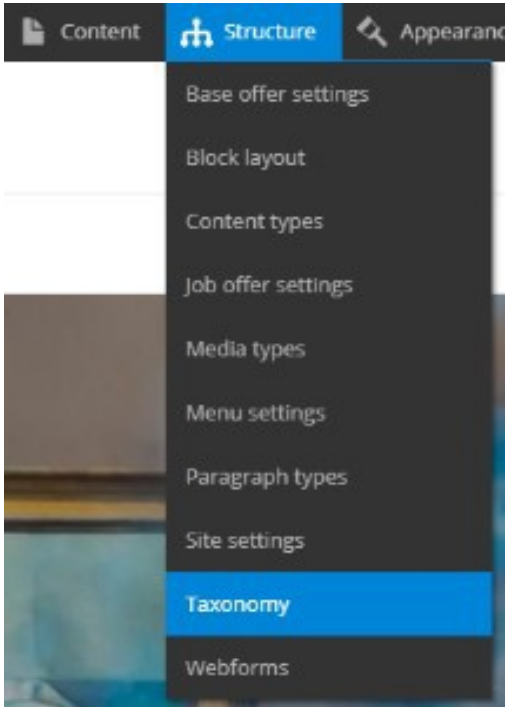 Content Structure Appearanc
Base offer settings
Block layout
Content types
Job offer settings
Media types
Menu settings
Paragraph types
Site settings
Taxonomy
Webforms